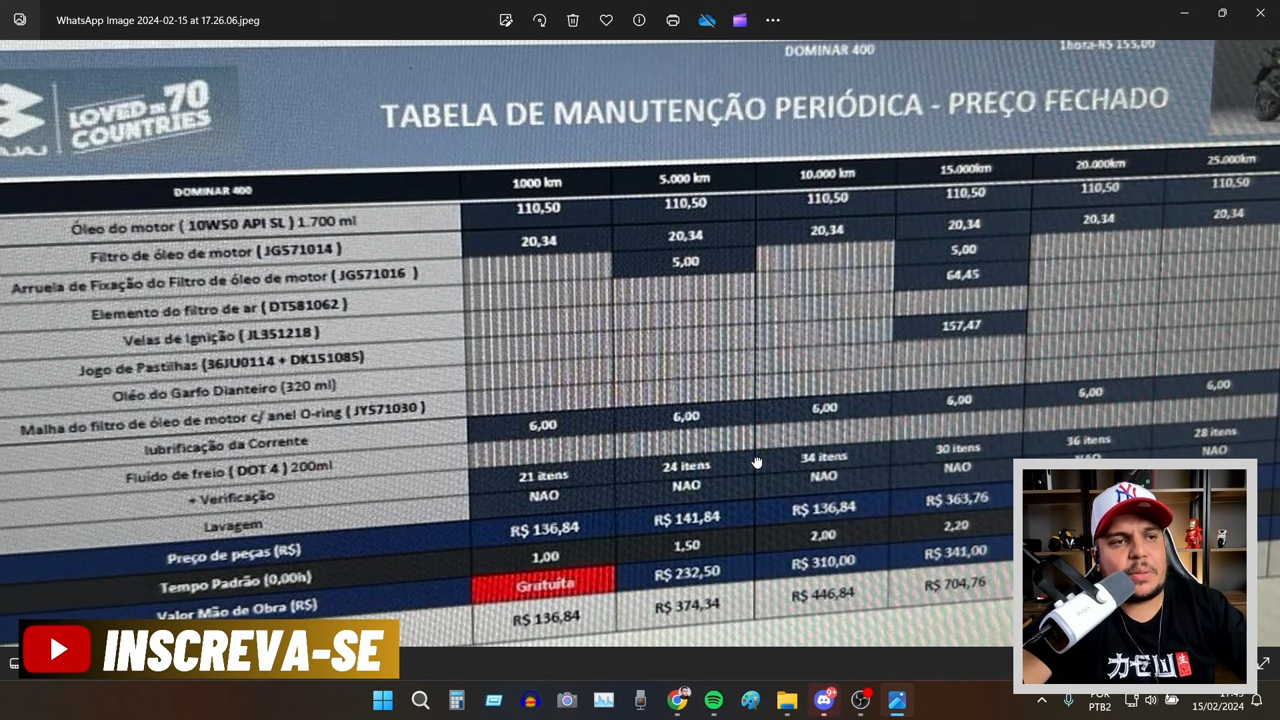 WhatsApp Image 2024-02-15 at 17.26.06.jpeg
DOMINAR 400
1hora-R$ 155,00
LOVED IN 70
COUNTRIES
TABELA DE MANUTENÇÃO PERIÓDICA - PREÇO FECHADO
DOMINAR 400 1000 km 5.000 km 10.000 km 15.000km 20.000km 25.000km
Óleo do motor ( 10W50 API SL ) 1.700 ml 110,50 110,50 110,50 110,50 110,50 110,50
Filtro de óleo de motor ( JG571014 ) 20,34 20,34 20,34 20,34 20,34 20,34
Arruela de Fixação do Filtro de óleo de motor ( JG571016 ) 5,00 5,00
Elemento do filtro de ar ( DT581062 ) 64,45
Velas de Ignição ( JL351218 )
Jogo de Pastilhas (36JU0114 + DK151085) 157,47
Oléo do Garfo Dianteiro (320 ml)
Malha do filtro de óleo de motor c/ anel O-ring ( JY571030 )
lubrificação da Corrente 6,00 6,00 6,00 6,00 6,00 6,00
Fluído de freio ( DOT 4 ) 200ml
+ Verificação 21 itens 24 itens 34 itens 30 itens 36 itens 28 itens
Lavagem NAO NAO NAO NAO NAO NAO
Preço de peças (R$) R$ 136,84 R$ 141,84 R$ 136,84 R$ 363,76
Tempo Padrão (0,00h) 1,00 1,50 2,00 2,20
Valor Mão de Obra (R$) Gratuita R$ 232,50 R$ 310,00 R$ 341,00
R$ 136,84 R$ 374,34 R$ 446,84 R$ 704,76
INSCREVA-SE
POR
PTB2
15/02/2024